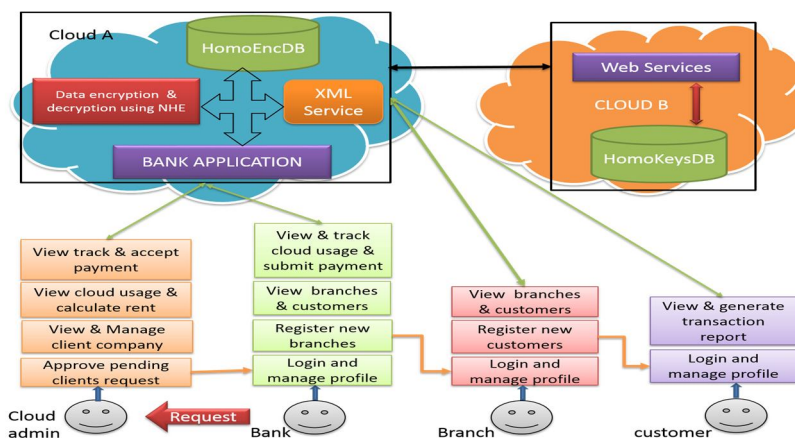 Cloud A
HomoEncDB
Data encryption &
decryption using NHE
XML
Service
BANK APPLICATION
Web Services
CLOUD B
HomoKeysDB
View track & accept
payment
View cloud usage &
calculate rent
View & Manage
client company
Approve pending
clients request
Cloud
admin
Request
View & track
cloud usage &
submit payment
View branches
& customers
Register new
branches
Login and
manage profile
Bank
View branches
& customers
Register new
customers
Login and
manage profile
Branch
View & generate
transaction
report
Login and
manage profile
customer